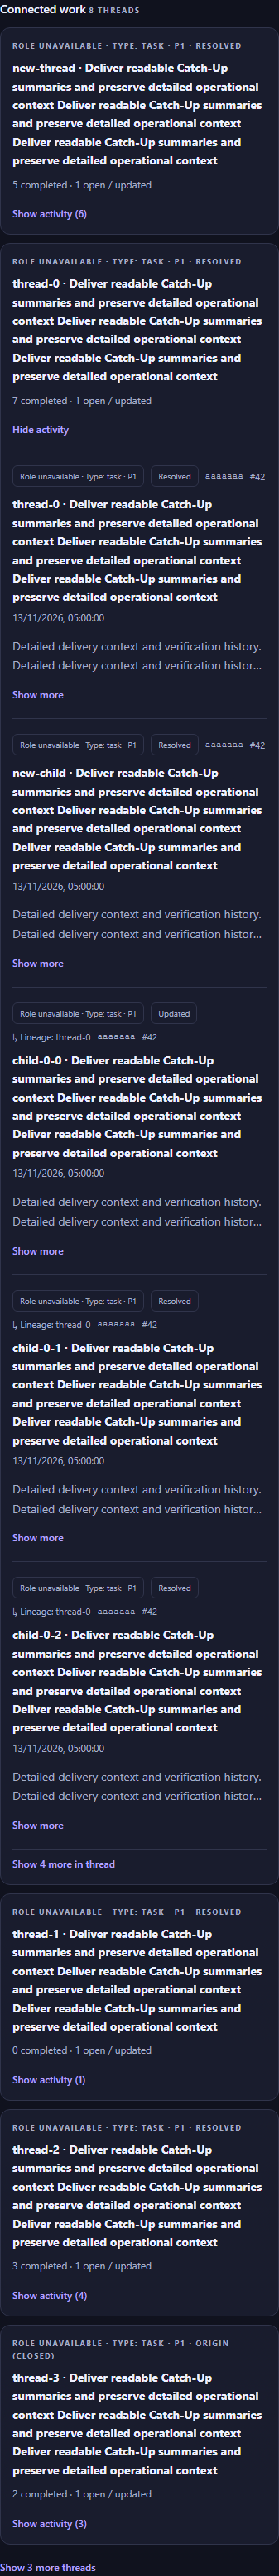 Connected work 8 THREADS
ROLE UNAVAILABLE · TYPE: TASK · P1 · RESOLVED
new-thread · Deliver readable Catch-Up
summaries and preserve detailed operational
context Deliver readable Catch-Up summaries
and preserve detailed operational context
Deliver readable Catch-Up summaries and
preserve detailed operational context
5 completed · 1 open / updated
Show activity (6)
ROLE UNAVAILABLE · TYPE: TASK · P1 · RESOLVED
thread-0 · Deliver readable Catch-Up
summaries and preserve detailed operational
context Deliver readable Catch-Up summaries
and preserve detailed operational context
Deliver readable Catch-Up summaries and
preserve detailed operational context
7 completed · 1 open / updated
Hide activity
Role unavailable · Type: task · P1 Resolved aaaaaaa #42
thread-0 · Deliver readable Catch-Up
summaries and preserve detailed operational
context Deliver readable Catch-Up summaries
and preserve detailed operational context
Deliver readable Catch-Up summaries and
preserve detailed operational context
13/11/2026, 05:00:00
Detailed delivery context and verification history.
Detailed delivery context and verification histor...
Show more
Role unavailable · Type: task · P1 Resolved aaaaaaa #42
new-child · Deliver readable Catch-Up
summaries and preserve detailed operational
context Deliver readable Catch-Up summaries
and preserve detailed operational context
Deliver readable Catch-Up summaries and
preserve detailed operational context
13/11/2026, 05:00:00
Detailed delivery context and verification history.
Detailed delivery context and verification histor...
Show more
Role unavailable · Type: task · P1 Updated
↳ Lineage: thread-0 aaaaaaa #42
child-0-0 · Deliver readable Catch-Up
summaries and preserve detailed operational
context Deliver readable Catch-Up summaries
and preserve detailed operational context
Deliver readable Catch-Up summaries and
preserve detailed operational context
13/11/2026, 05:00:00
Detailed delivery context and verification history.
Detailed delivery context and verification histor...
Show more
Role unavailable · Type: task · P1 Resolved
↳ Lineage: thread-0 aaaaaaa #42
child-0-1 · Deliver readable Catch-Up
summaries and preserve detailed operational
context Deliver readable Catch-Up summaries
and preserve detailed operational context
Deliver readable Catch-Up summaries and
preserve detailed operational context
13/11/2026, 05:00:00
Detailed delivery context and verification history.
Detailed delivery context and verification histor...
Show more
Role unavailable · Type: task · P1 Resolved
↳ Lineage: thread-0 aaaaaaa #42
child-0-2 · Deliver readable Catch-Up
summaries and preserve detailed operational
context Deliver readable Catch-Up summaries
and preserve detailed operational context
Deliver readable Catch-Up summaries and
preserve detailed operational context
13/11/2026, 05:00:00
Detailed delivery context and verification history.
Detailed delivery context and verification histor...
Show more
Show 4 more in thread
ROLE UNAVAILABLE · TYPE: TASK · P1 · RESOLVED
thread-1 · Deliver readable Catch-Up
summaries and preserve detailed operational
context Deliver readable Catch-Up summaries
and preserve detailed operational context
Deliver readable Catch-Up summaries and
preserve detailed operational context
0 completed · 1 open / updated
Show activity (1)
ROLE UNAVAILABLE · TYPE: TASK · P1 · RESOLVED
thread-2 · Deliver readable Catch-Up
summaries and preserve detailed operational
context Deliver readable Catch-Up summaries
and preserve detailed operational context
Deliver readable Catch-Up summaries and
preserve detailed operational context
3 completed · 1 open / updated
Show activity (4)
ROLE UNAVAILABLE · TYPE: TASK · P1 · ORIGIN
(CLOSED)
thread-3 · Deliver readable Catch-Up
summaries and preserve detailed operational
context Deliver readable Catch-Up summaries
and preserve detailed operational context
Deliver readable Catch-Up summaries and
preserve detailed operational context
2 completed · 1 open / updated
Show activity (3)
Show 3 more threads